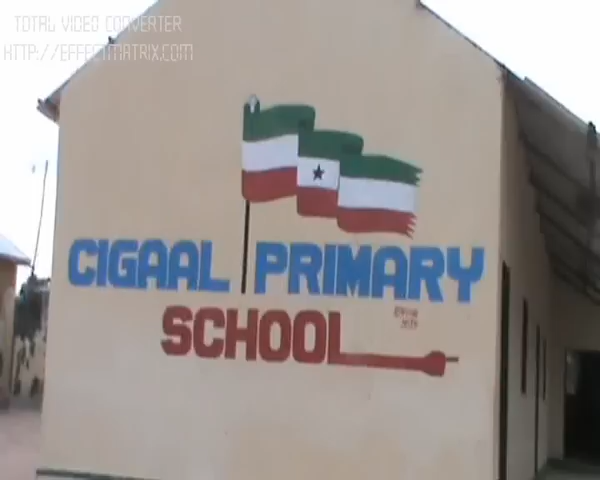 TOTAL VIDEO CONVERTER
HTTP://EFFECTMATRIX.COM
CIGAAL PRIMARY
SCHOOL